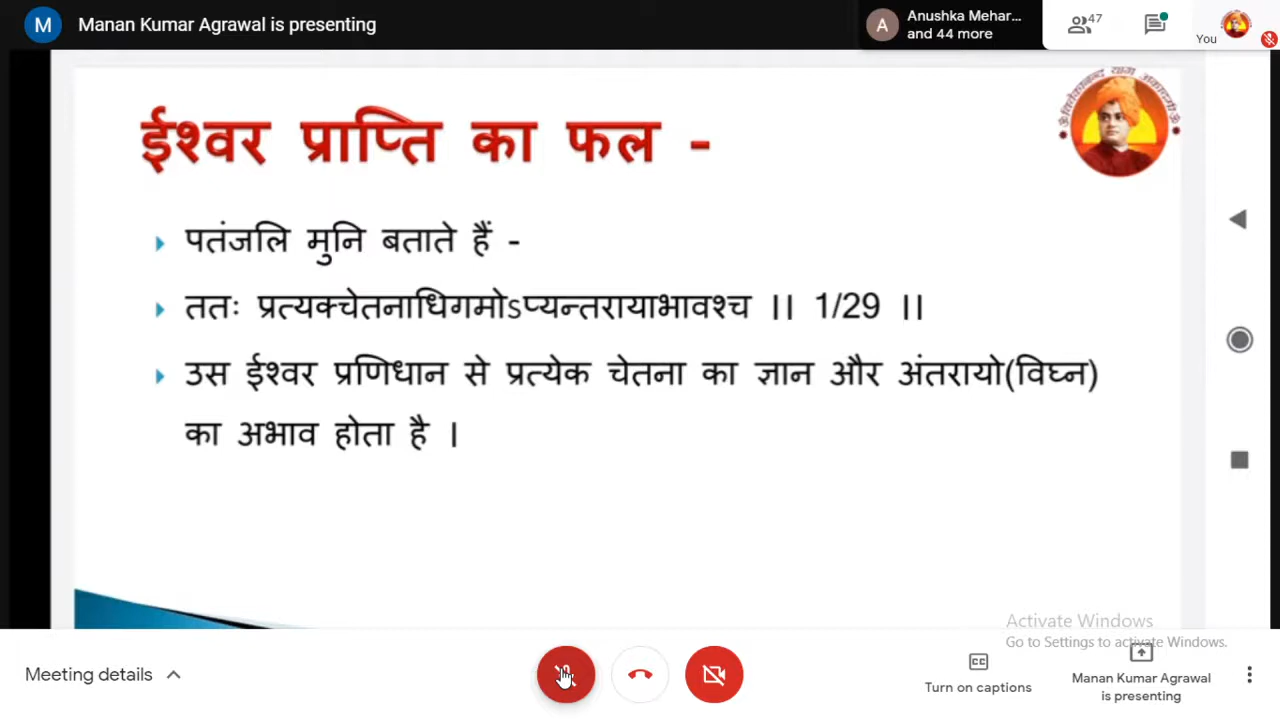 M Manan Kumar Agrawal is presenting
A Anushka Mehar...
and 44 more
47
You
ईश्वर प्राप्ति का फल -
पतंजलि मुनि बताते हैं -
ततः प्रत्यक्चेतनाधिगमोऽप्यन्तरायाभावश्च ।। 1/29 ।।
उस ईश्वर प्रणिधान से प्रत्येक चेतना का ज्ञान और अंतरायो(विघ्न)
का अभाव होता है ।
Activate Windows
Go to Settings to activate Windows.
Meeting details
CC
Turn on captions
Manan Kumar Agrawal
is presenting